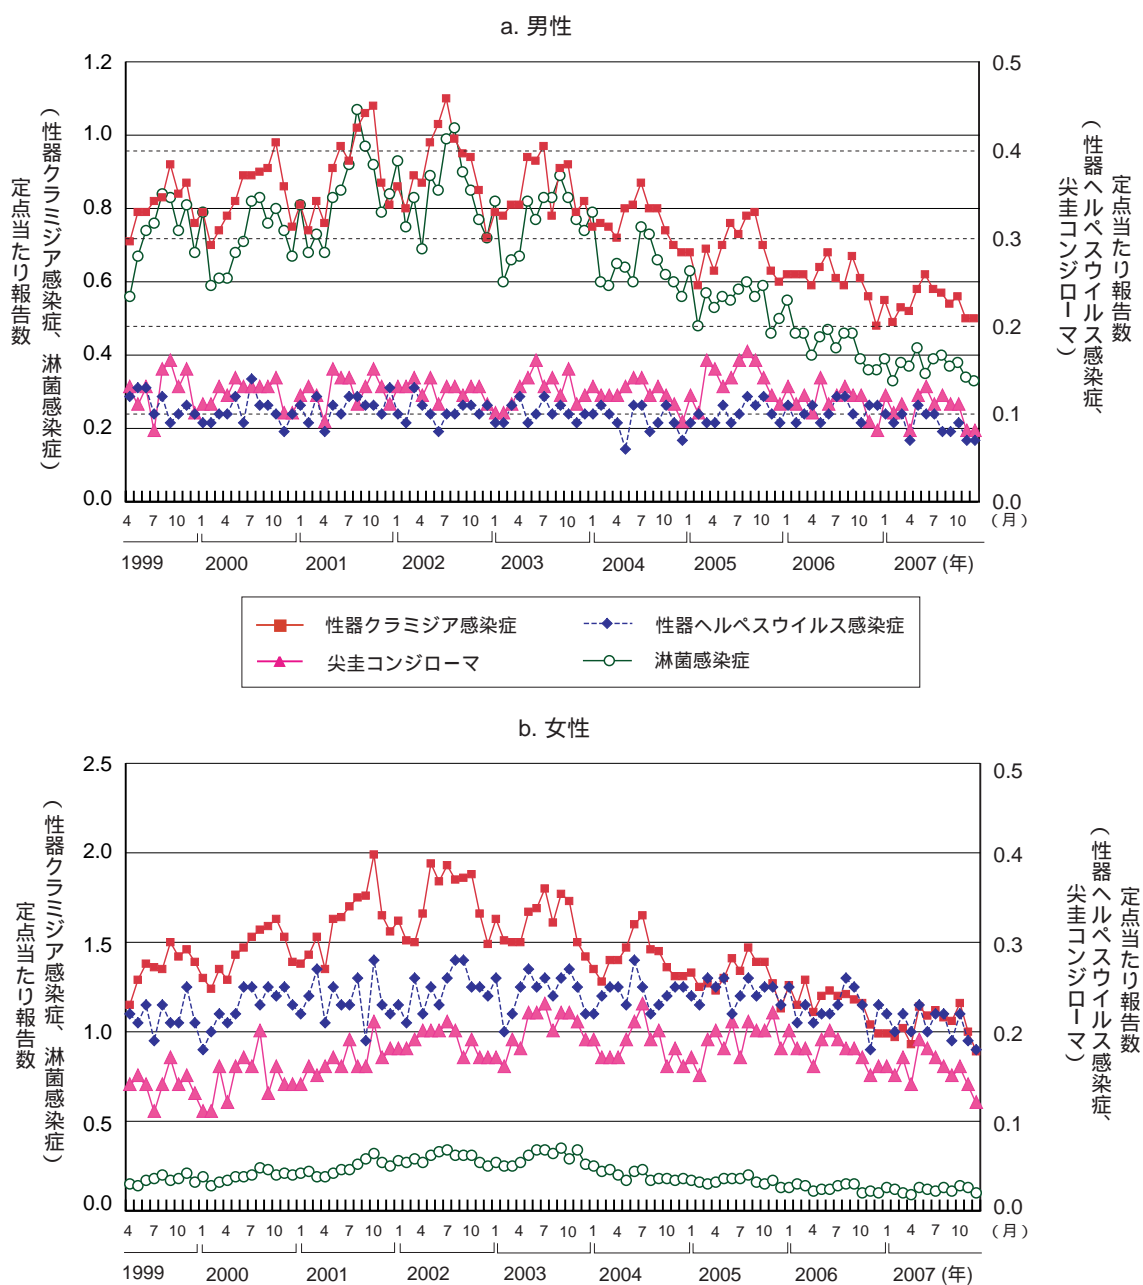 a. 男性
1.2
1.0
0.8
0.6
0.4
0.2
0.0
定点当たり報告数
（性器クラミジア感染症、淋菌感染症）
0.5
0.4
0.3
0.2
0.1
0.0
定点当たり報告数
（性器ヘルペスウイルス感染症、
尖圭コンジローマ）
4 7 10 1 4 7 10 1 4 7 10 1 4 7 10 1 4 7 10 1 4 7 10 1 4 7 10 1 4 7 10 1 4 7 10 （月）
1999 2000 2001 2002 2003 2004 2005 2006 2007 (年)
性器クラミジア感染症 性器ヘルペスウイルス感染症
尖圭コンジローマ 淋菌感染症
b. 女性
2.5
2.0
1.5
1.0
0.5
0.0
定点当たり報告数
（性器クラミジア感染症、淋菌感染症）
0.5
0.4
0.3
0.2
0.1
0.0
定点当たり報告数
（性器ヘルペスウイルス感染症、
尖圭コンジローマ）
4 7 10 1 4 7 10 1 4 7 10 1 4 7 10 1 4 7 10 1 4 7 10 1 4 7 10 1 4 7 10 1 4 7 10 （月）
1999 2000 2001 2002 2003 2004 2005 2006 2007 (年)